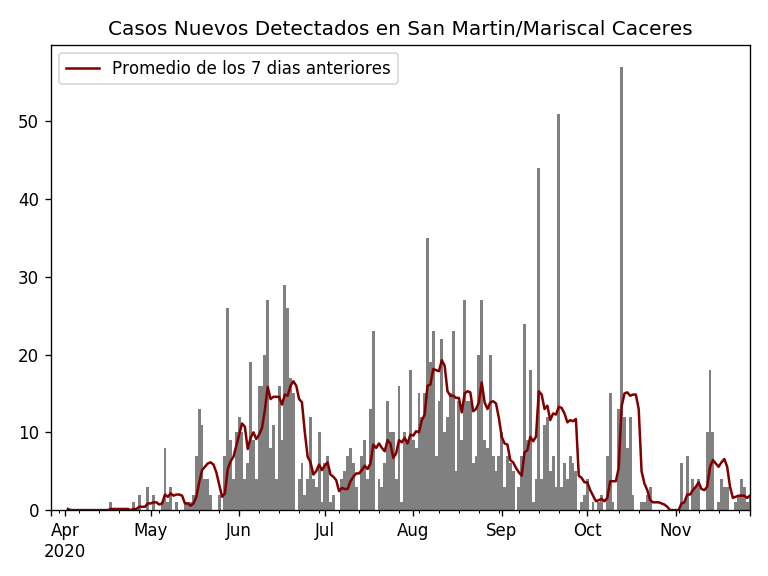 Casos Nuevos Detectados en San Martin/Mariscal Caceres
Promedio de los 7 dias anteriores
50
40
30
20
10
0
Apr May Jun Jul Aug Sep Oct Nov
2020